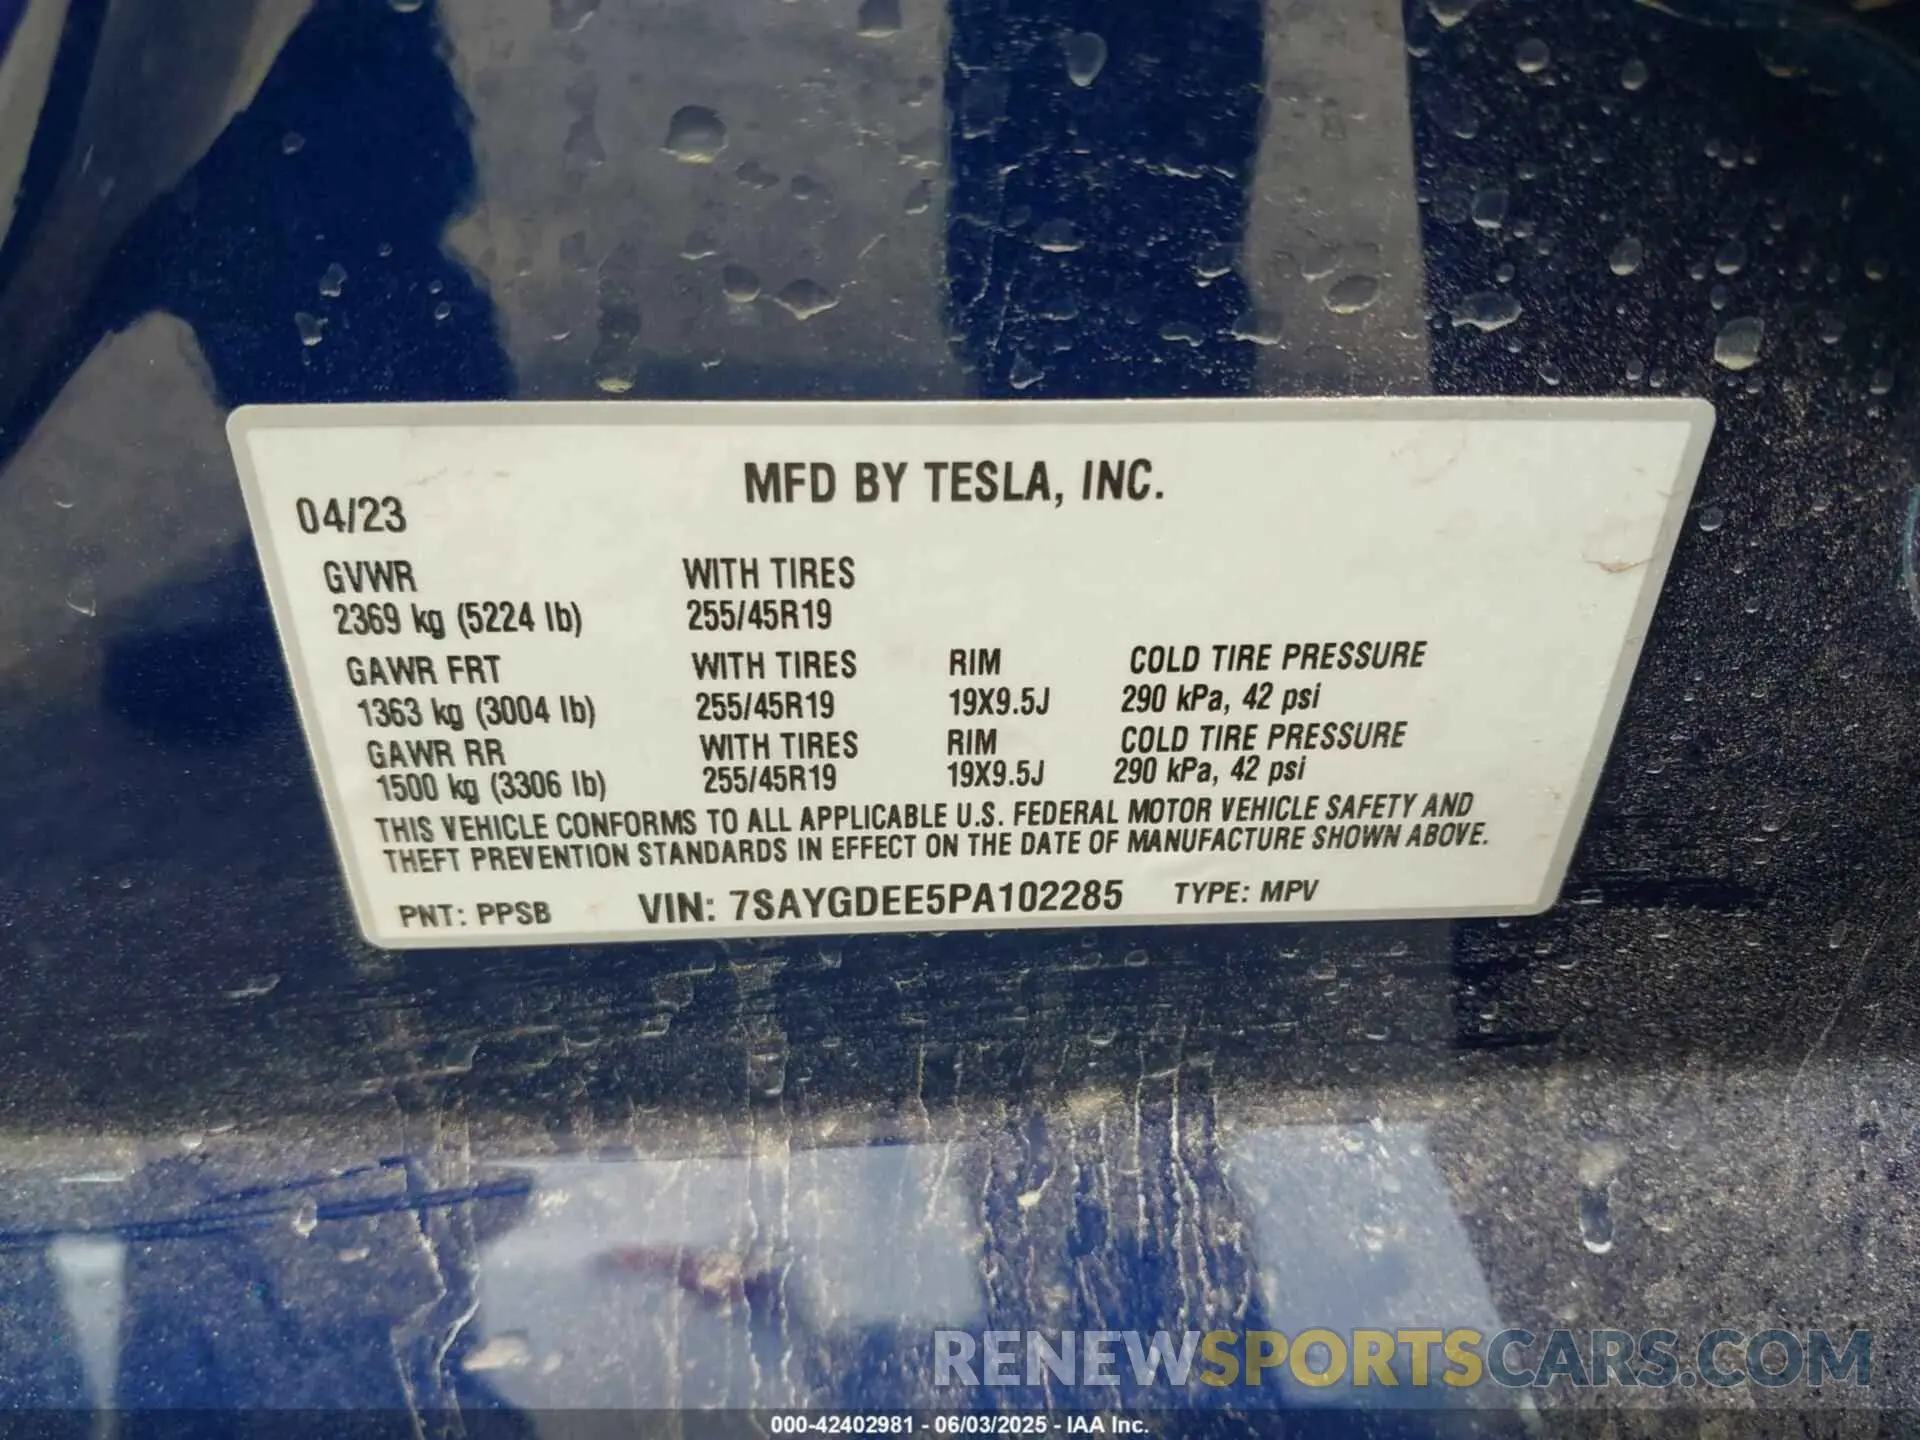 MFD BY TESLA, INC.
04/23
GVWR WITH TIRES
2369 kg (5224 lb) 255/45R19
GAWR FRT WITH TIRES RIM COLD TIRE PRESSURE
1363 kg (3004 lb) 255/45R19 19X9.5J 290 kPa, 42 psi
GAWR RR WITH TIRES RIM COLD TIRE PRESSURE
1500 kg (3306 lb) 255/45R19 19X9.5J 290 kPa, 42 psi
THIS VEHICLE CONFORMS TO ALL APPLICABLE U.S. FEDERAL MOTOR VEHICLE SAFETY AND
THEFT PREVENTION STANDARDS IN EFFECT ON THE DATE OF MANUFACTURE SHOWN ABOVE.
PNT: PPSB VIN: 7SAYGDEE5PA102285 TYPE: MPV
RENEWSPORTSCARS.COM
000-42402981 - 06/03/2025 - IAA Inc.